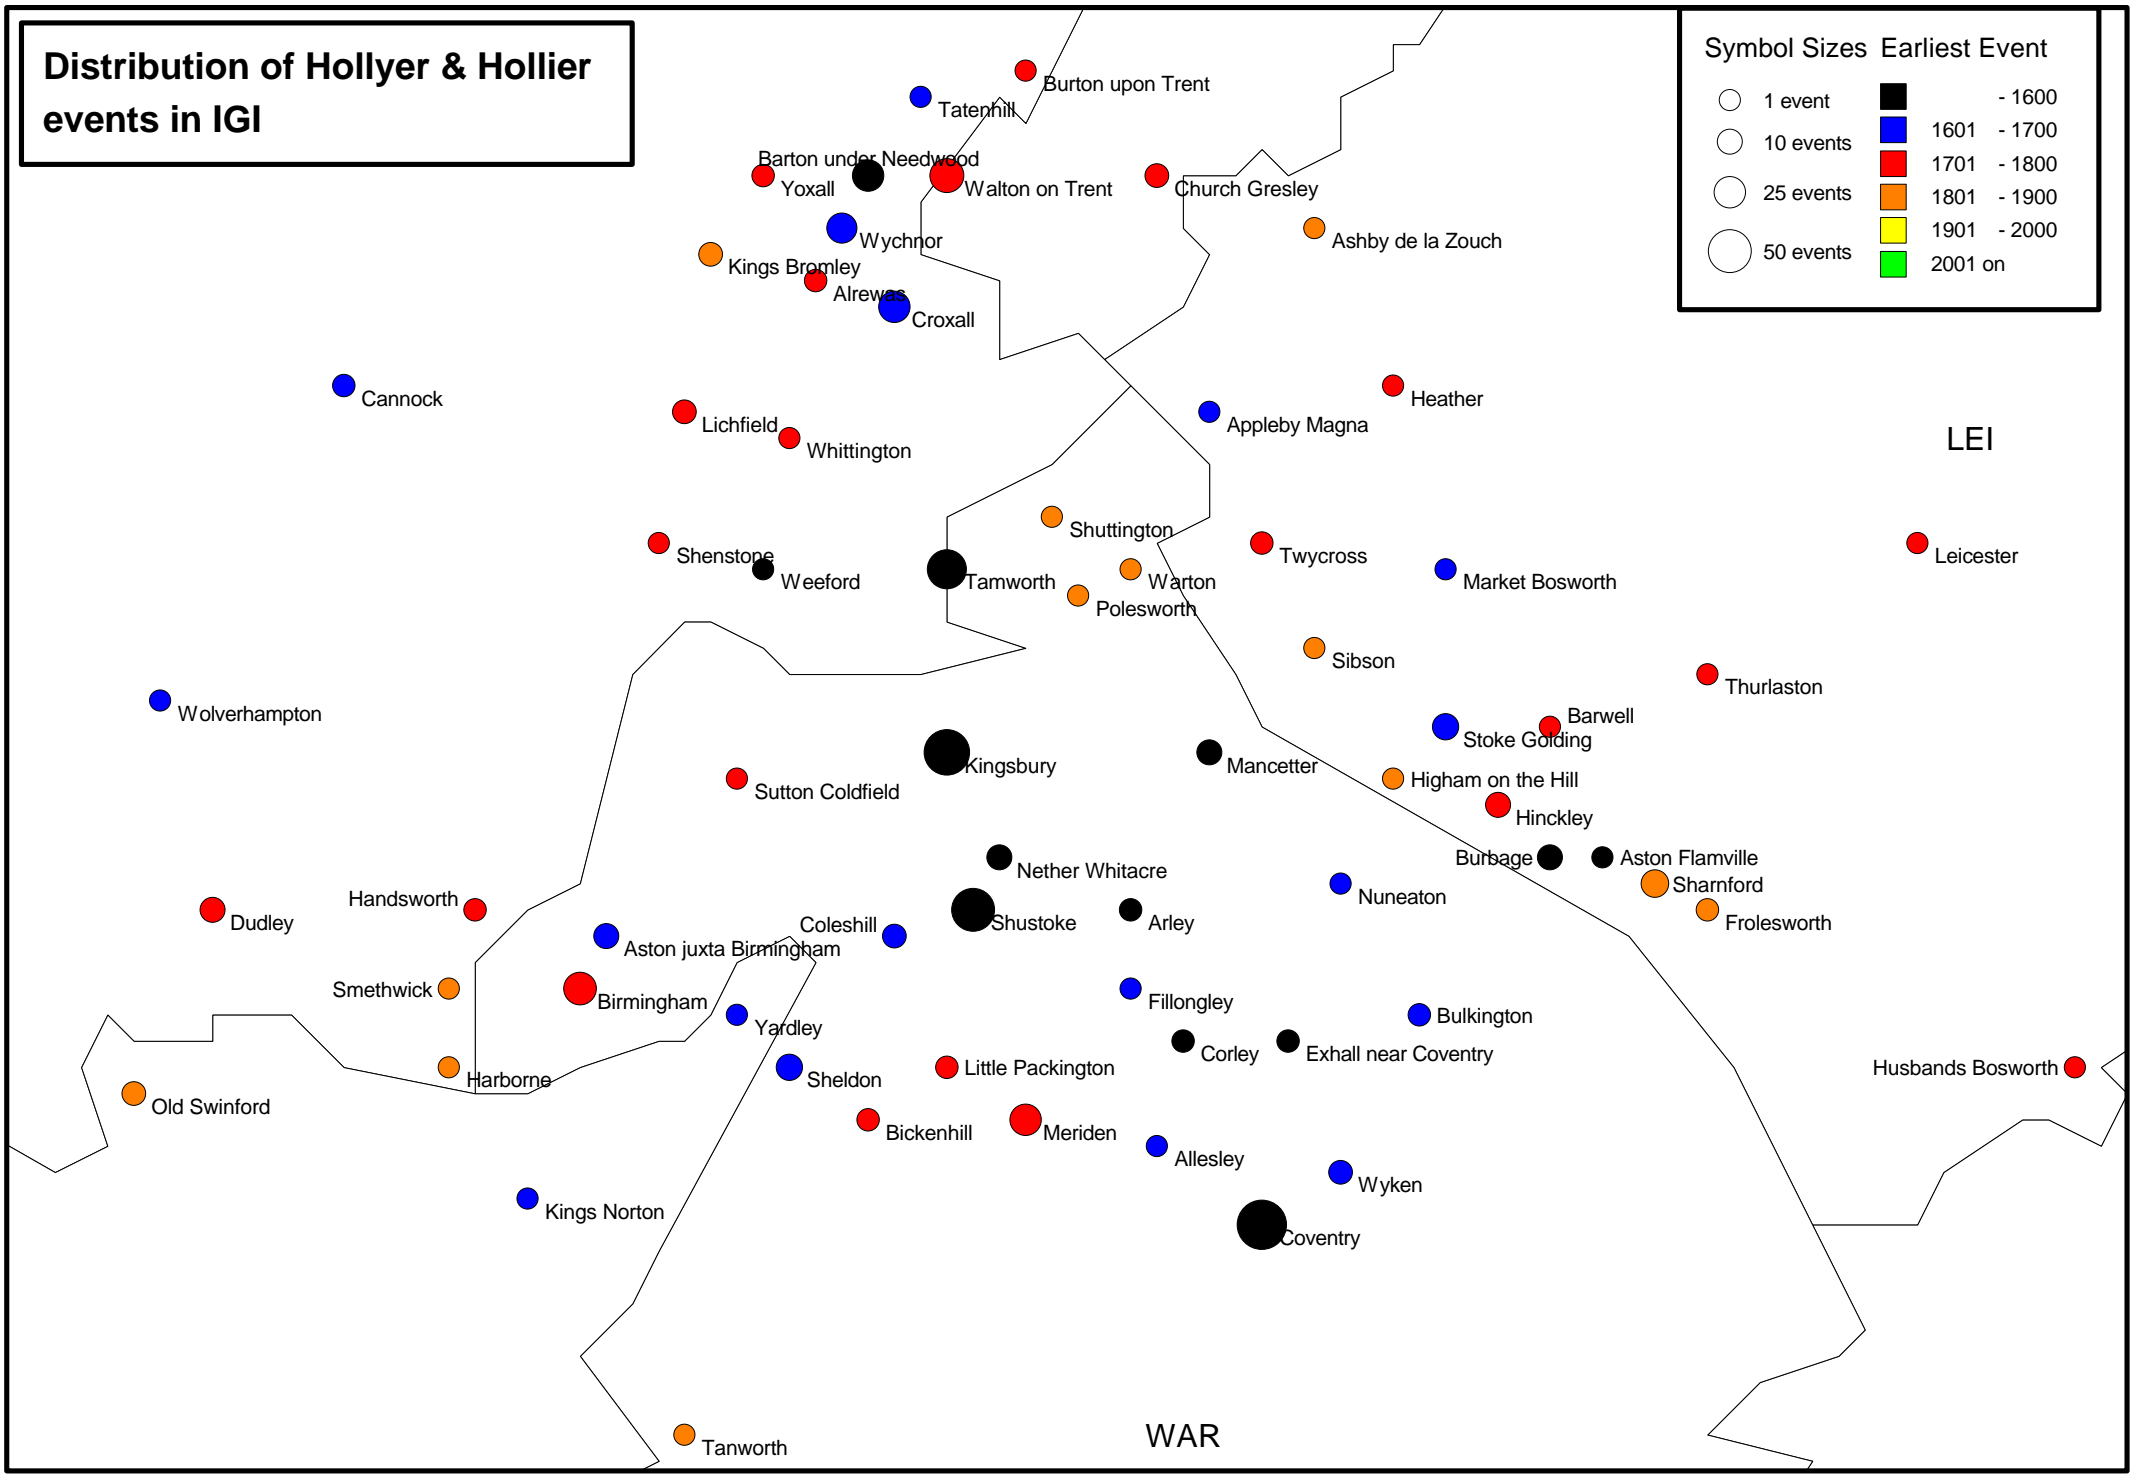 Distribution of Hollyer & Hollier
events in IGI
Symbol Sizes Earliest Event
1 event - 1600
10 events 1601 - 1700
25 events 1701 - 1800
1801 - 1900
50 events 1901 - 2000
2001 on
Burton upon Trent
Tatenhill
Barton under Needwood
Yoxall
Walton on Trent
Church Gresley
Wychnor
Ashby de la Zouch
Kings Bromley
Alrewas
Croxall
Cannock
Heather
Lichfield
Appleby Magna
Whittington
LEI
Shuttington
Shenstone
Twycross
Leicester
Weeford
Tamworth
Warton
Market Bosworth
Polesworth
Sibson
Thurlaston
Wolverhampton
Barwell
Stoke Golding
Kingsbury
Mancetter
Sutton Coldfield
Higham on the Hill
Hinckley
Burbage
Aston Flamville
Nether Whitacre
Sharnford
Nuneaton
Handsworth
Dudley
Coleshill
Shustoke
Arley
Frolesworth
Aston juxta Birmingham
Smethwick
Birmingham
Fillongley
Yardley
Bulkington
Corley
Exhall near Coventry
Harborne
Sheldon
Little Packington
Husbands Bosworth
Old Swinford
Bickenhill
Meriden
Allesley
Wyken
Kings Norton
Coventry
Tanworth
WAR